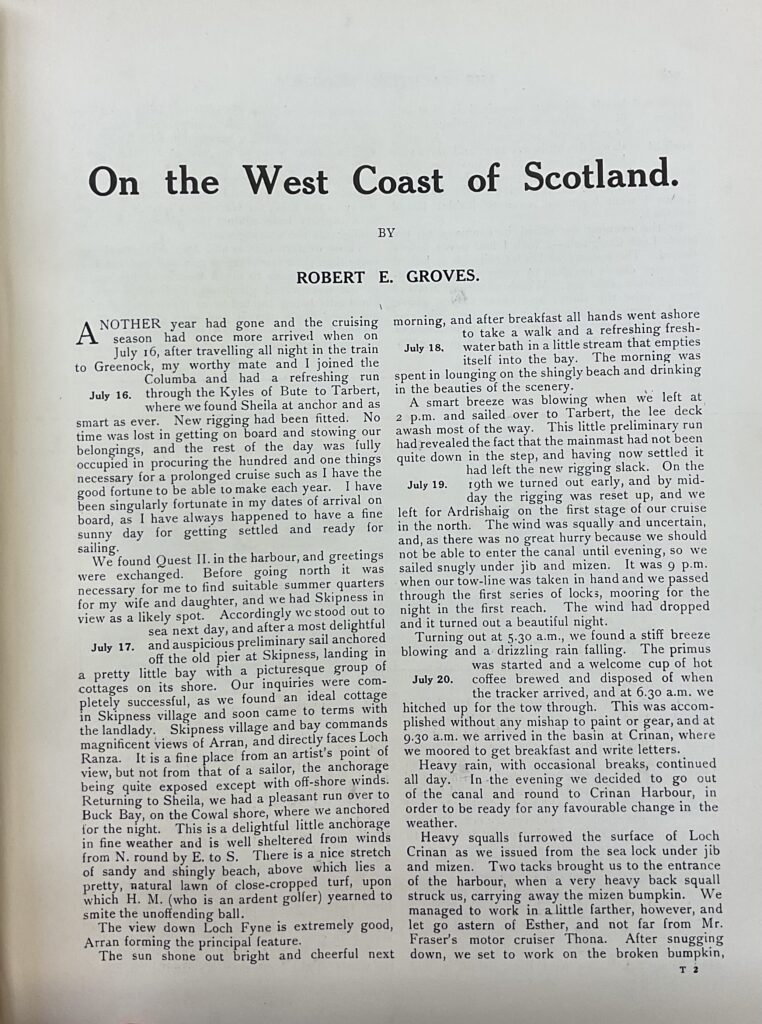 On the West Coast of Scotland.
BY
ROBERT E. GROVES.
ANOTHER year had gone and the cruising
season had once more arrived when on
July 16, after travelling all night in the train
to Greenock, my worthy mate and I joined the
Columba and had a refreshing run
July 16. through the Kyles of Bute to Tarbert,
where we found Sheila at anchor and as
smart as ever. New rigging had been fitted. No
time was lost in getting on board and stowing our
belongings, and the rest of the day was fully
occupied in procuring the hundred and one things
necessary for a prolonged cruise such as I have the
good fortune to be able to make each year. I have
been singularly fortunate in my dates of arrival on
board, as I have always happened to have a fine
sunny day for getting settled and ready for
sailing.
We found Quest II. in the harbour, and greetings
were exchanged. Before going north it was
necessary for me to find suitable summer quarters
for my wife and daughter, and we had Skipness in
view as a likely spot. Accordingly we stood out to
sea next day, and after a most delightful
July 17. and auspicious preliminary sail anchored
off the old pier at Skipness, landing in
a pretty little bay with a picturesque group of
cottages on its shore. Our inquiries were com-
pletely successful, as we found an ideal cottage
in Skipness village and soon came to terms with
the landlady. Skipness village and bay commands
magnificent views of Arran, and directly faces Loch
Ranza. It is a fine place from an artist's point of
view, but not from that of a sailor, the anchorage
being quite exposed except with off-shore winds.
Returning to Sheila, we had a pleasant run over to
Buck Bay, on the Cowal shore, where we anchored
for the night. This is a delightful little anchorage
in fine weather and is well sheltered from winds
from N. round by E. to S. There is a nice stretch
of sandy and shingly beach, above which lies a
pretty, natural lawn of close-cropped turf, upon
which H. M. (who is an ardent golfer) yearned to
smite the unoffending ball.
The view down Loch Fyne is extremely good,
Arran forming the principal feature.
The sun shone out bright and cheerful next
morning, and after breakfast all hands went ashore
to take a walk and a refreshing fresh-
July 18. water bath in a little stream that empties
itself into the bay. The morning was
spent in lounging on the shingly beach and drinking
in the beauties of the scenery.
A smart breeze was blowing when we left at
2 p.m. and sailed over to Tarbert, the lee deck
awash most of the way. This little preliminary run
had revealed the fact that the mainmast had not been
quite down in the step, and having now settled it
had left the new rigging slack. On the
July 19. 19th we turned out early, and by mid-
day the rigging was reset up, and we
left for Ardrishaig on the first stage of our cruise
in the north. The wind was squally and uncertain,
and, as there was no great hurry because we should
not be able to enter the canal until evening, so we
sailed snugly under jib and mizen. It was 9 p.m.
when our tow-line was taken in hand and we passed
through the first series of locks, mooring for the
night in the first reach. The wind had dropped
and it turned out a beautiful night.
Turning out at 5.30 a.m., we found a stiff breeze
blowing and a drizzling rain falling. The primus
was started and a welcome cup of hot
July 20. coffee brewed and disposed of when
the tracker arrived, and at 6.30 a.m. we
hitched up for the tow through. This was accom-
plished without any mishap to paint or gear, and at
9.30 a.m. we arrived in the basin at Crinan, where
we moored to get breakfast and write letters.
Heavy rain, with occasional breaks, continued
all day. In the evening we decided to go out
of the canal and round to Crinan Harbour, in
order to be ready for any favourable change in the
weather.
Heavy squalls furrowed the surface of Loch
Crinan as we issued from the sea lock under jib
and mizen. Two tacks brought us to the entrance
of the harbour, when a very heavy back squall
struck us, carrying away the mizen bumpkin. We
managed to work in a little farther, however, and
let go astern of Esther, and not far from Mr.
Fraser's motor cruiser Thona. After snugging
down, we set to work on the broken bumpkin,
T 2